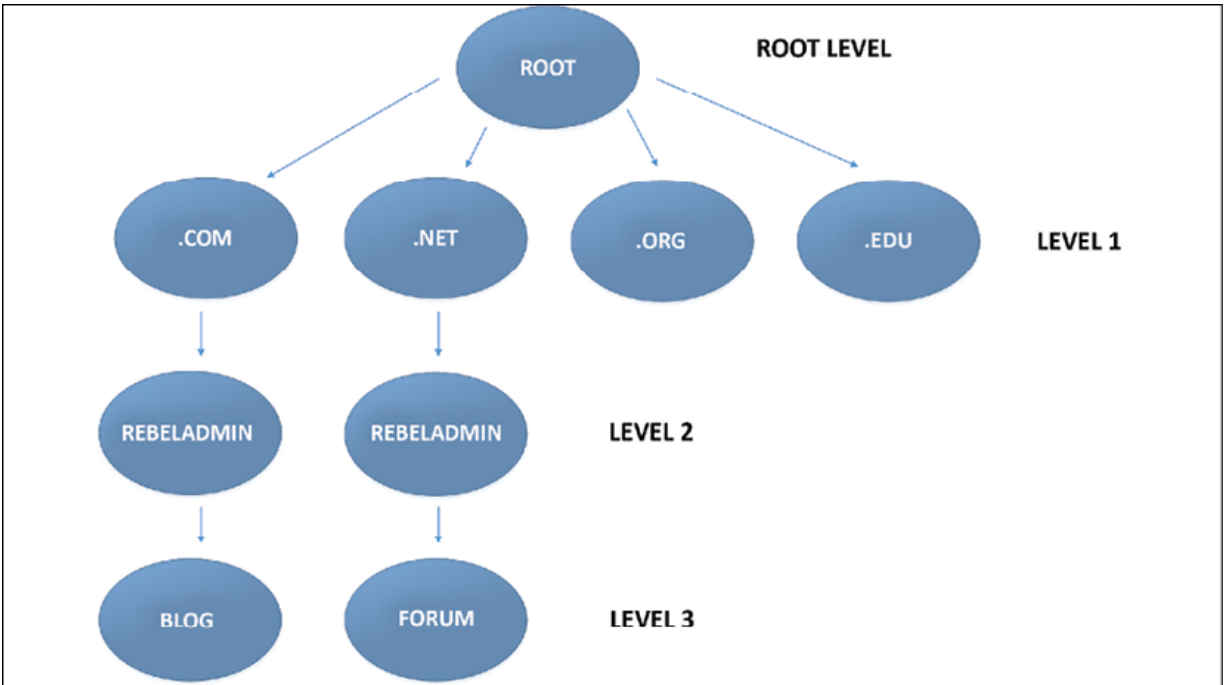 ROOT
ROOT LEVEL
.COM
.NET
.ORG
.EDU
LEVEL 1
REBELADMIN
REBELADMIN
LEVEL 2
BLOG
FORUM
LEVEL 3